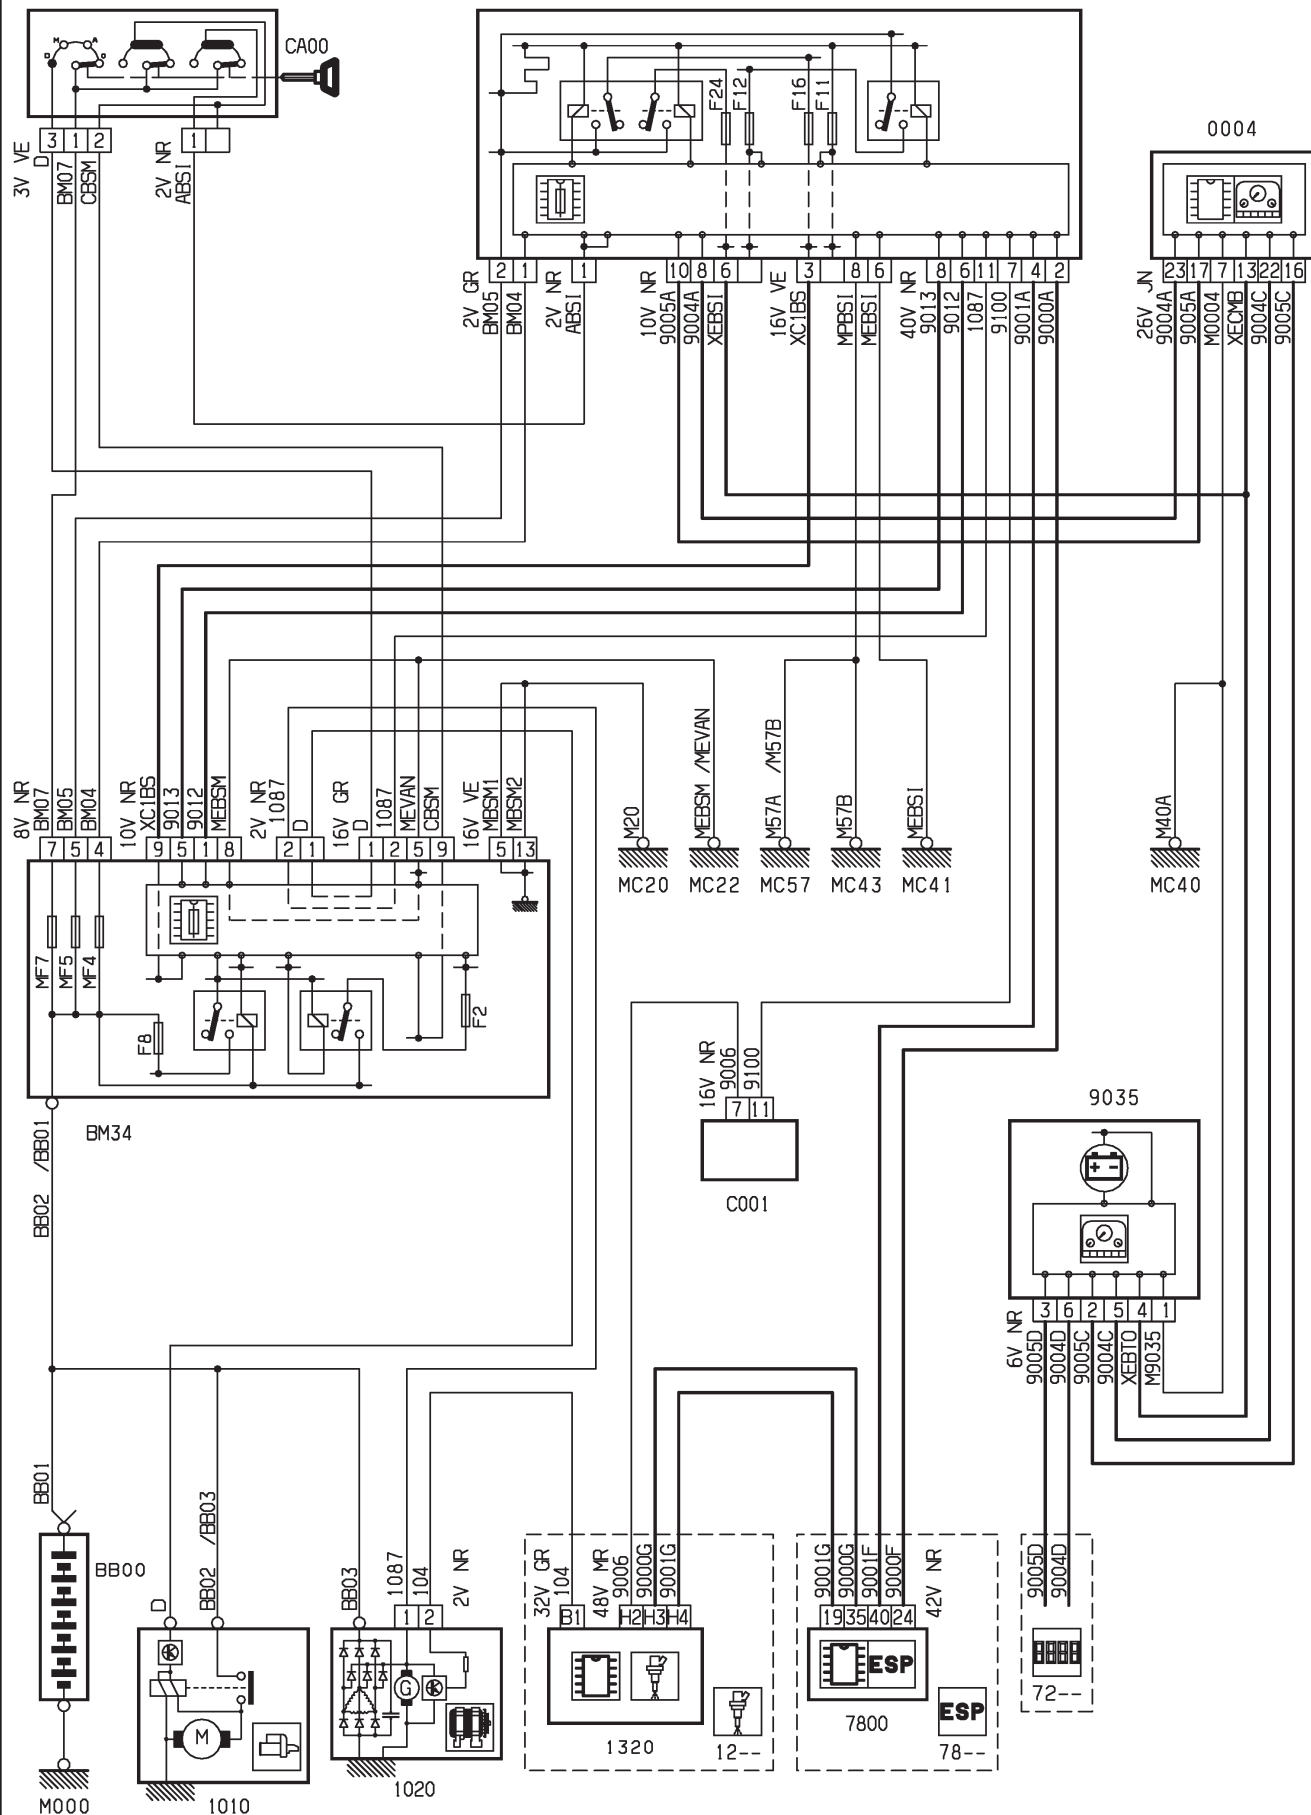 M A
D D
CA00
3 1 2
1
3V VE
D
BM07
CBSM
2V NR
ABSI
F24
F12
F16
F11
2 1
1
10 8 6
3 8 6
8 6 11 7 4 2
2V GR
BM05
BM04
2V NR
ABSI
10V NR
9005A
9004A
XEBSI
16V VE
XC1BS
MPBSI
MEBSI
40V NR
9013
9012
1087
9100
9001A
9000A
0004
23 17 7 13 22 16
26V JN
9004A
9005A
M0004
XECMB
9004C
9005C
8V NR
BM07
BM05
BM04
10V NR
XC1BS
9013
9012
MEBSM
2V NR
1087
D
16V GR
D
1087
MEVAN
CBSM
16V VE
MBSM1
MBSM2
7 5 4
9 5 1 8
2 1
1 2 5 9
5 13
M20
MEBSM /MEVAN
M57A /M57B
M57B
MEBSI
M40A
MC20
MC22
MC57
MC43
MC41
MC40
MF7
MF5
MF4
F8
F2
BM34
BB02 /BB01
16V NR
9006
9100
7 11
C001
9035
+ -
3 6 2 5 4 1
6V NR
9005D
9004D
9005C
9004C
XEBTO
M9035
BB01
BB00
M000
D
BB02 /BB03
M
1010
BB03
1087
104
2V NR
1 2
G
1020
32V GR
104
48V MR
9006
9000G
9001G
B1
H2 H3 H4
1320
12--
9001G
9000G
9001F
9000F
42V NR
19 35 40 24
ESP
7800
ESP
78--
9005D
9004D
8888
72--